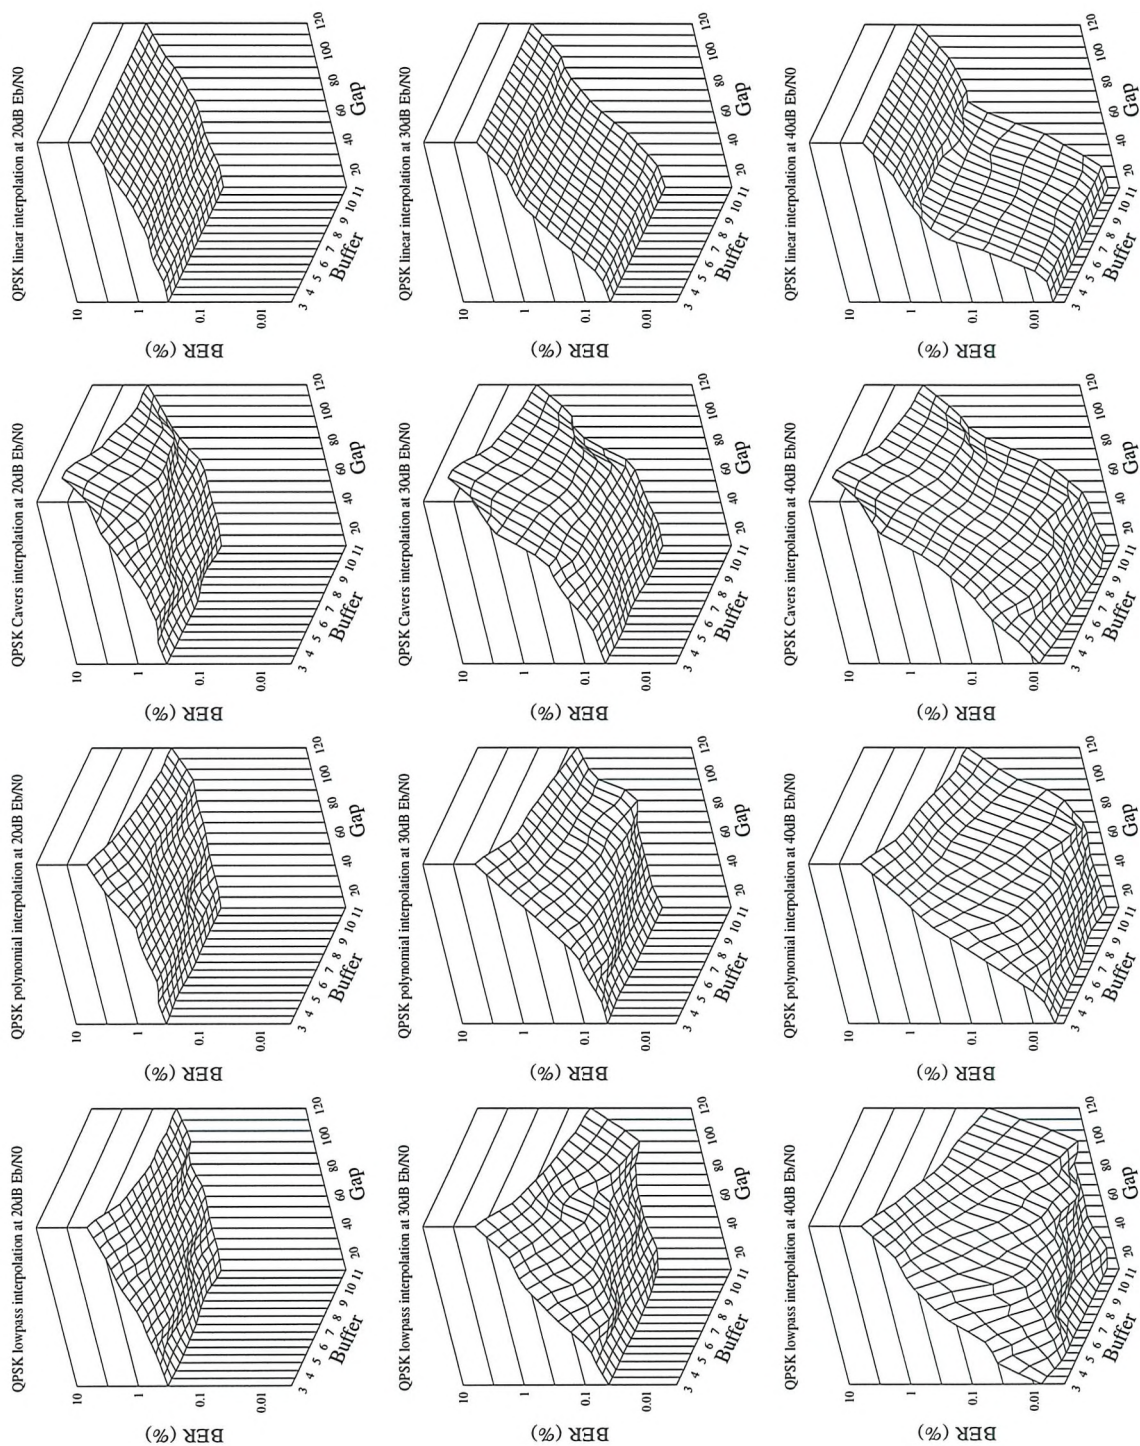 QPSK linear interpolation at 20dB Eb/N0
BER (%)
10
1
0.1
0.01
3 4 5 6 7 8 9 10 11
Buffer
20 40 60 80 100 120
Gap
QPSK linear interpolation at 30dB Eb/N0
BER (%)
10
1
0.1
0.01
3 4 5 6 7 8 9 10 11
Buffer
20 40 60 80 100 120
Gap
QPSK linear interpolation at 40dB Eb/N0
BER (%)
10
1
0.1
0.01
3 4 5 6 7 8 9 10 11
Buffer
20 40 60 80 100 120
Gap
QPSK Cavers interpolation at 20dB Eb/N0
BER (%)
10
1
0.1
0.01
3 4 5 6 7 8 9 10 11
Buffer
20 40 60 80 100 120
Gap
QPSK Cavers interpolation at 30dB Eb/N0
BER (%)
10
1
0.1
0.01
3 4 5 6 7 8 9 10 11
Buffer
20 40 60 80 100 120
Gap
QPSK Cavers interpolation at 40dB Eb/N0
BER (%)
10
1
0.1
0.01
3 4 5 6 7 8 9 10 11
Buffer
20 40 60 80 100 120
Gap
QPSK polynomial interpolation at 20dB Eb/N0
BER (%)
10
1
0.1
0.01
3 4 5 6 7 8 9 10 11
Buffer
20 40 60 80 100 120
Gap
QPSK polynomial interpolation at 30dB Eb/N0
BER (%)
10
1
0.1
0.01
3 4 5 6 7 8 9 10 11
Buffer
20 40 60 80 100 120
Gap
QPSK polynomial interpolation at 40dB Eb/N0
BER (%)
10
1
0.1
0.01
3 4 5 6 7 8 9 10 11
Buffer
20 40 60 80 100 120
Gap
QPSK lowpass interpolation at 20dB Eb/N0
BER (%)
10
1
0.1
0.01
3 4 5 6 7 8 9 10 11
Buffer
20 40 60 80 100 120
Gap
QPSK lowpass interpolation at 30dB Eb/N0
BER (%)
10
1
0.1
0.01
3 4 5 6 7 8 9 10 11
Buffer
20 40 60 80 100 120
Gap
QPSK lowpass interpolation at 40dB Eb/N0
BER (%)
10
1
0.1
0.01
3 4 5 6 7 8 9 10 11
Buffer
20 40 60 80 100 120
Gap